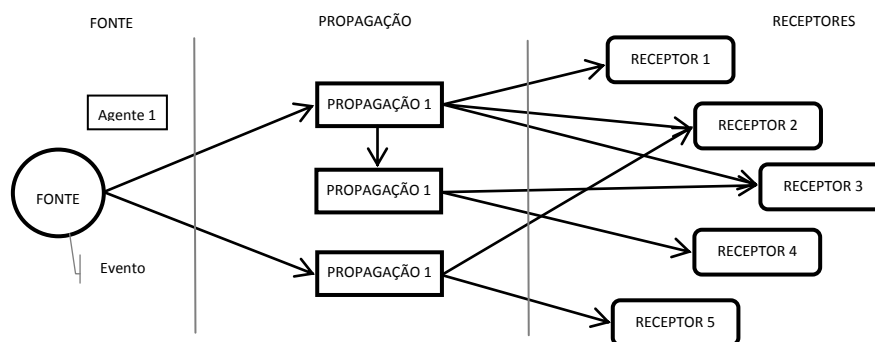 FONTE
PROPAGAÇÃO
RECEPTORES
RECEPTOR 1
PROPAGAÇÃO 1
Agente 1
RECEPTOR 2
FONTE
PROPAGAÇÃO 1
RECEPTOR 3
RECEPTOR 4
Evento
PROPAGAÇÃO 1
RECEPTOR 5